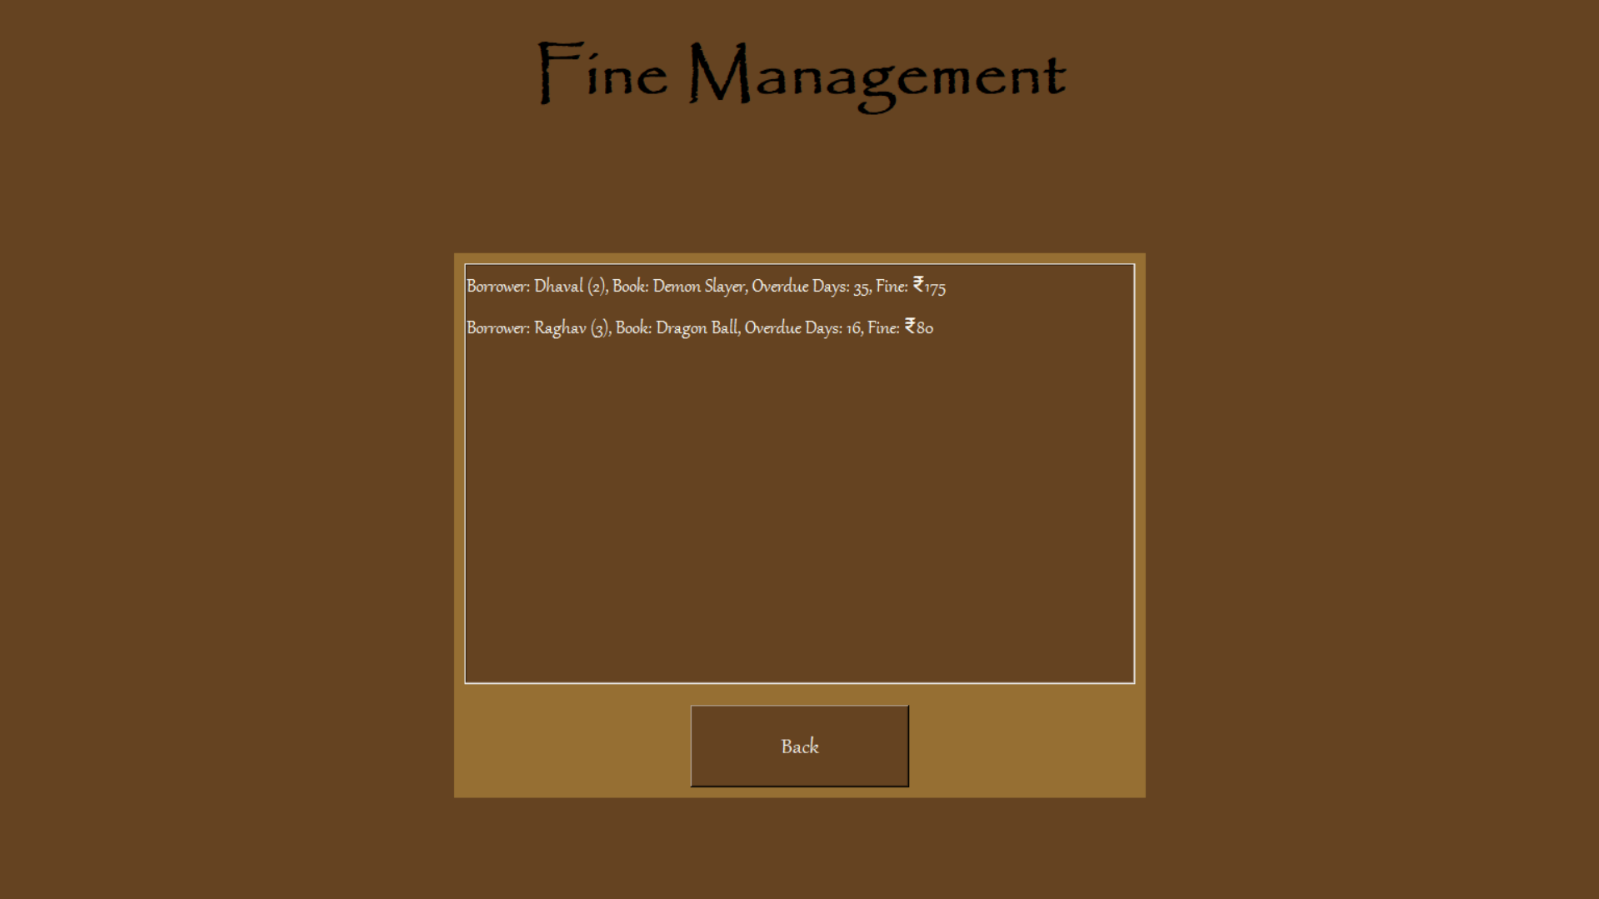 Fine Management
Borrower: Dhaval (2), Book: Demon Slayer, Overdue Days: 35, Fine: ₹175
Borrower: Raghav (3), Book: Dragon Ball, Overdue Days: 16, Fine: ₹80
Back